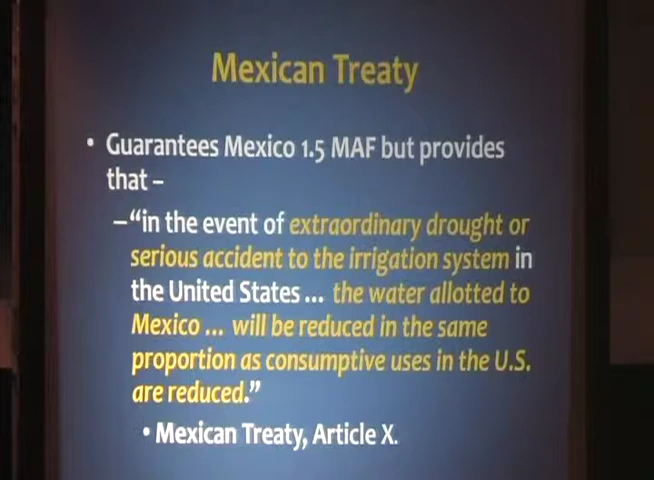 Mexican Treaty
• Guarantees Mexico 1.5 MAF but provides
that –
–“in the event of extraordinary drought or
serious accident to the irrigation system in
the United States ... the water allotted to
Mexico ... will be reduced in the same
proportion as consumptive uses in the U.S.
are reduced.”
• Mexican Treaty, Article X.